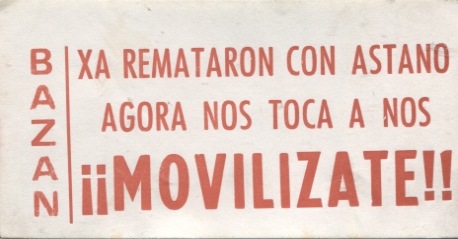 BAZAN
XA REMATARON CON ASTANO
AGORA NOS TOCA A NOS
¡¡MOVILIZATE!!